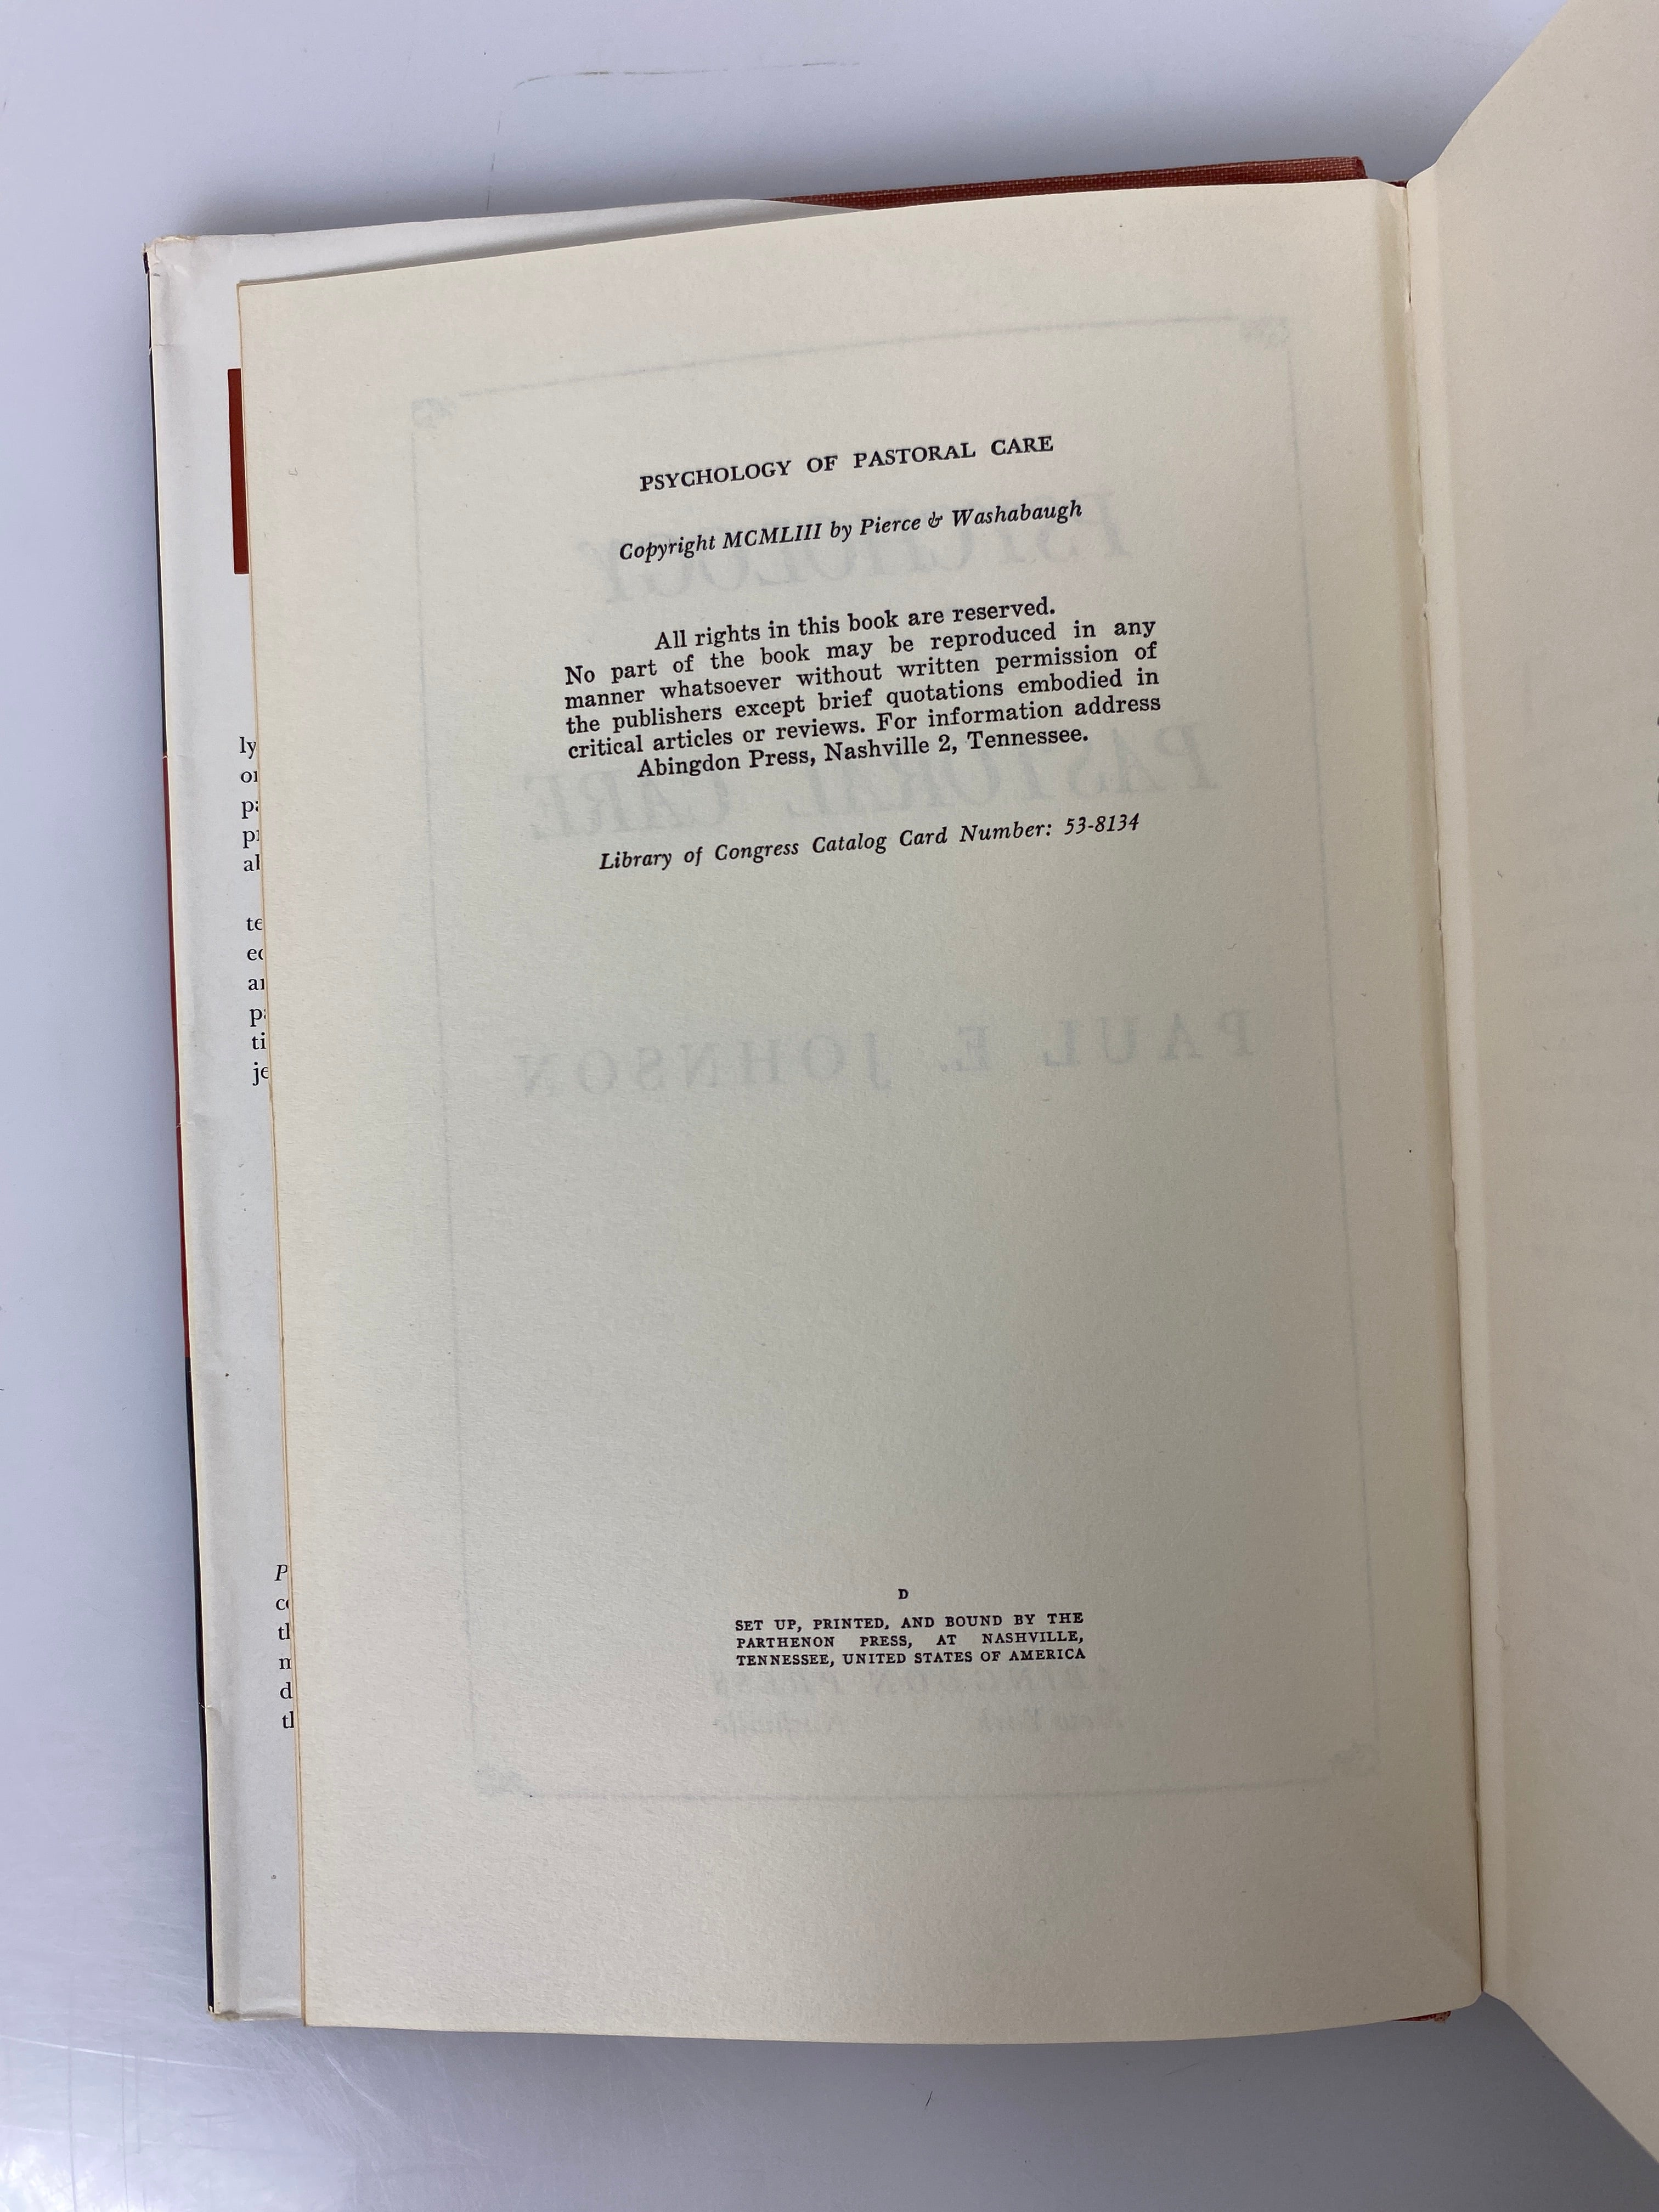 PSYCHOLOGY OF PASTORAL CARE
Copyright MCMLIII by Pierce & Washabaugh
All rights in this book are reserved.
No part of the book may be reproduced in any
manner whatsoever without written permission of
the publishers except brief quotations embodied in
critical articles or reviews. For information address
Abingdon Press, Nashville 2, Tennessee.
Library of Congress Catalog Card Number: 53-8134
PAUL E. JOHNSON
D
SET UP, PRINTED, AND BOUND BY THE
PARTHENON PRESS, AT NASHVILLE,
TENNESSEE, UNITED STATES OF AMERICA